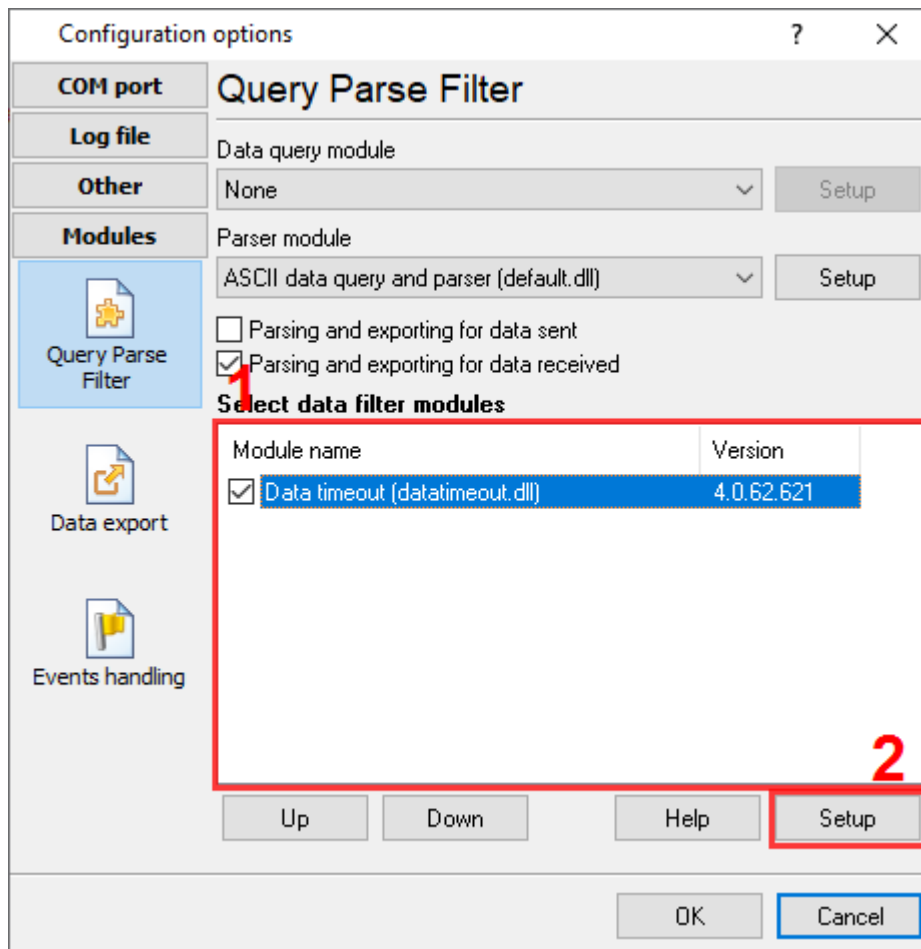 Configuration options
?
COM port
Log file
Other
Modules
Query Parse
Filter
Data export
Events handling
Query Parse Filter
Data query module
None
Setup
Parser module
ASCII data query and parser (default.dll)
Setup
Parsing and exporting for data sent
Parsing and exporting for data received
1
Select data filter modules
Module name
Version
Data timeout (datatimeout.dll)
4.0.62.621
2
Up
Down
Help
Setup
OK
Cancel